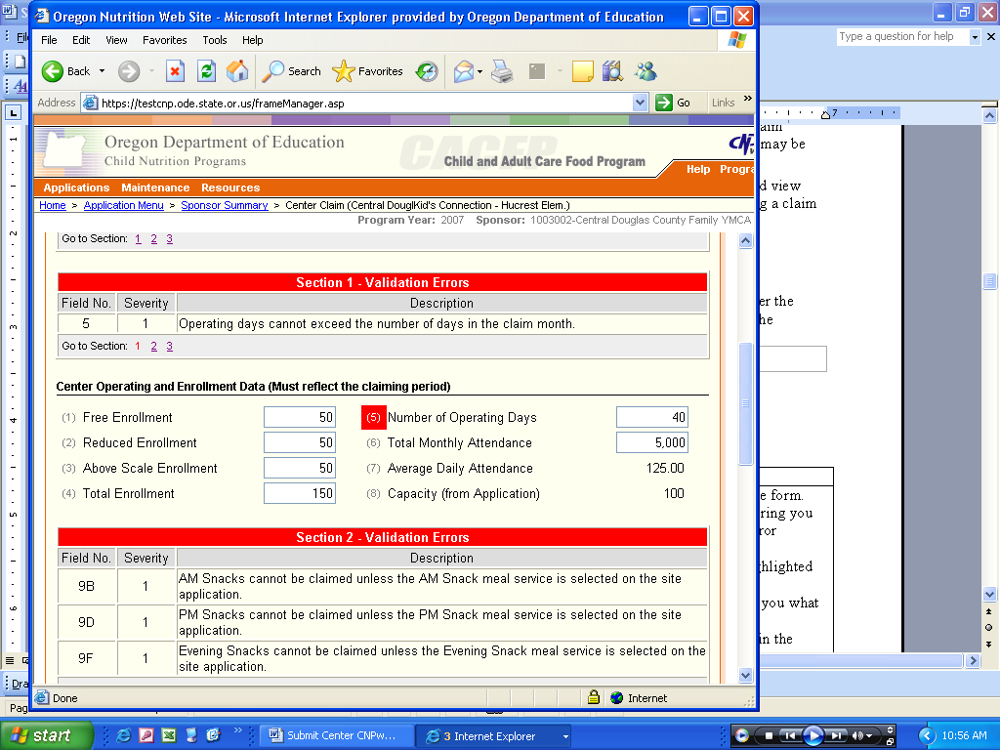 Oregon Nutrition Web Site - Microsoft Internet Explorer provided by Oregon Department of Education
File Edit View Favorites Tools Help
Type a question for help
Back Search Favorites
Address https://testcnp.ode.state.or.us/frameManager.asp Go Links »
Oregon Department of Education
Child Nutrition Programs
CACFP
Child and Adult Care Food Program
CN
Help Progra
Applications Maintenance Resources
Home > Application Menu > Sponsor Summary > Center Claim (Central DouglKid's Connection - Hucrest Elem.)
Program Year: 2007 Sponsor: 1003002-Central Douglas County Family YMCA
Go to Section: 1 2 3
Section 1 - Validation Errors
Field No. Severity Description
5 1 Operating days cannot exceed the number of days in the claim month.
Go to Section: 1 2 3
Center Operating and Enrollment Data (Must reflect the claiming period)
(1) Free Enrollment 50 (5) Number of Operating Days 40
(2) Reduced Enrollment 50 (6) Total Monthly Attendance 5,000
(3) Above Scale Enrollment 50 (7) Average Daily Attendance 125.00
(4) Total Enrollment 150 (8) Capacity (from Application) 100
Section 2 - Validation Errors
Field No. Severity Description
9B 1 AM Snacks cannot be claimed unless the AM Snack meal service is selected on the site
application.
9D 1 PM Snacks cannot be claimed unless the PM Snack meal service is selected on the site
application.
9F 1 Evening Snacks cannot be claimed unless the Evening Snack meal service is selected on the
site application.
Done Internet
7
aim
may be
d view
g a claim
er the
he
e form.
ring you
ror
hlighted
you what
in the
Dra
Pag
start » Submit Center CNPw... 3 Internet Explorer 10:56 AM